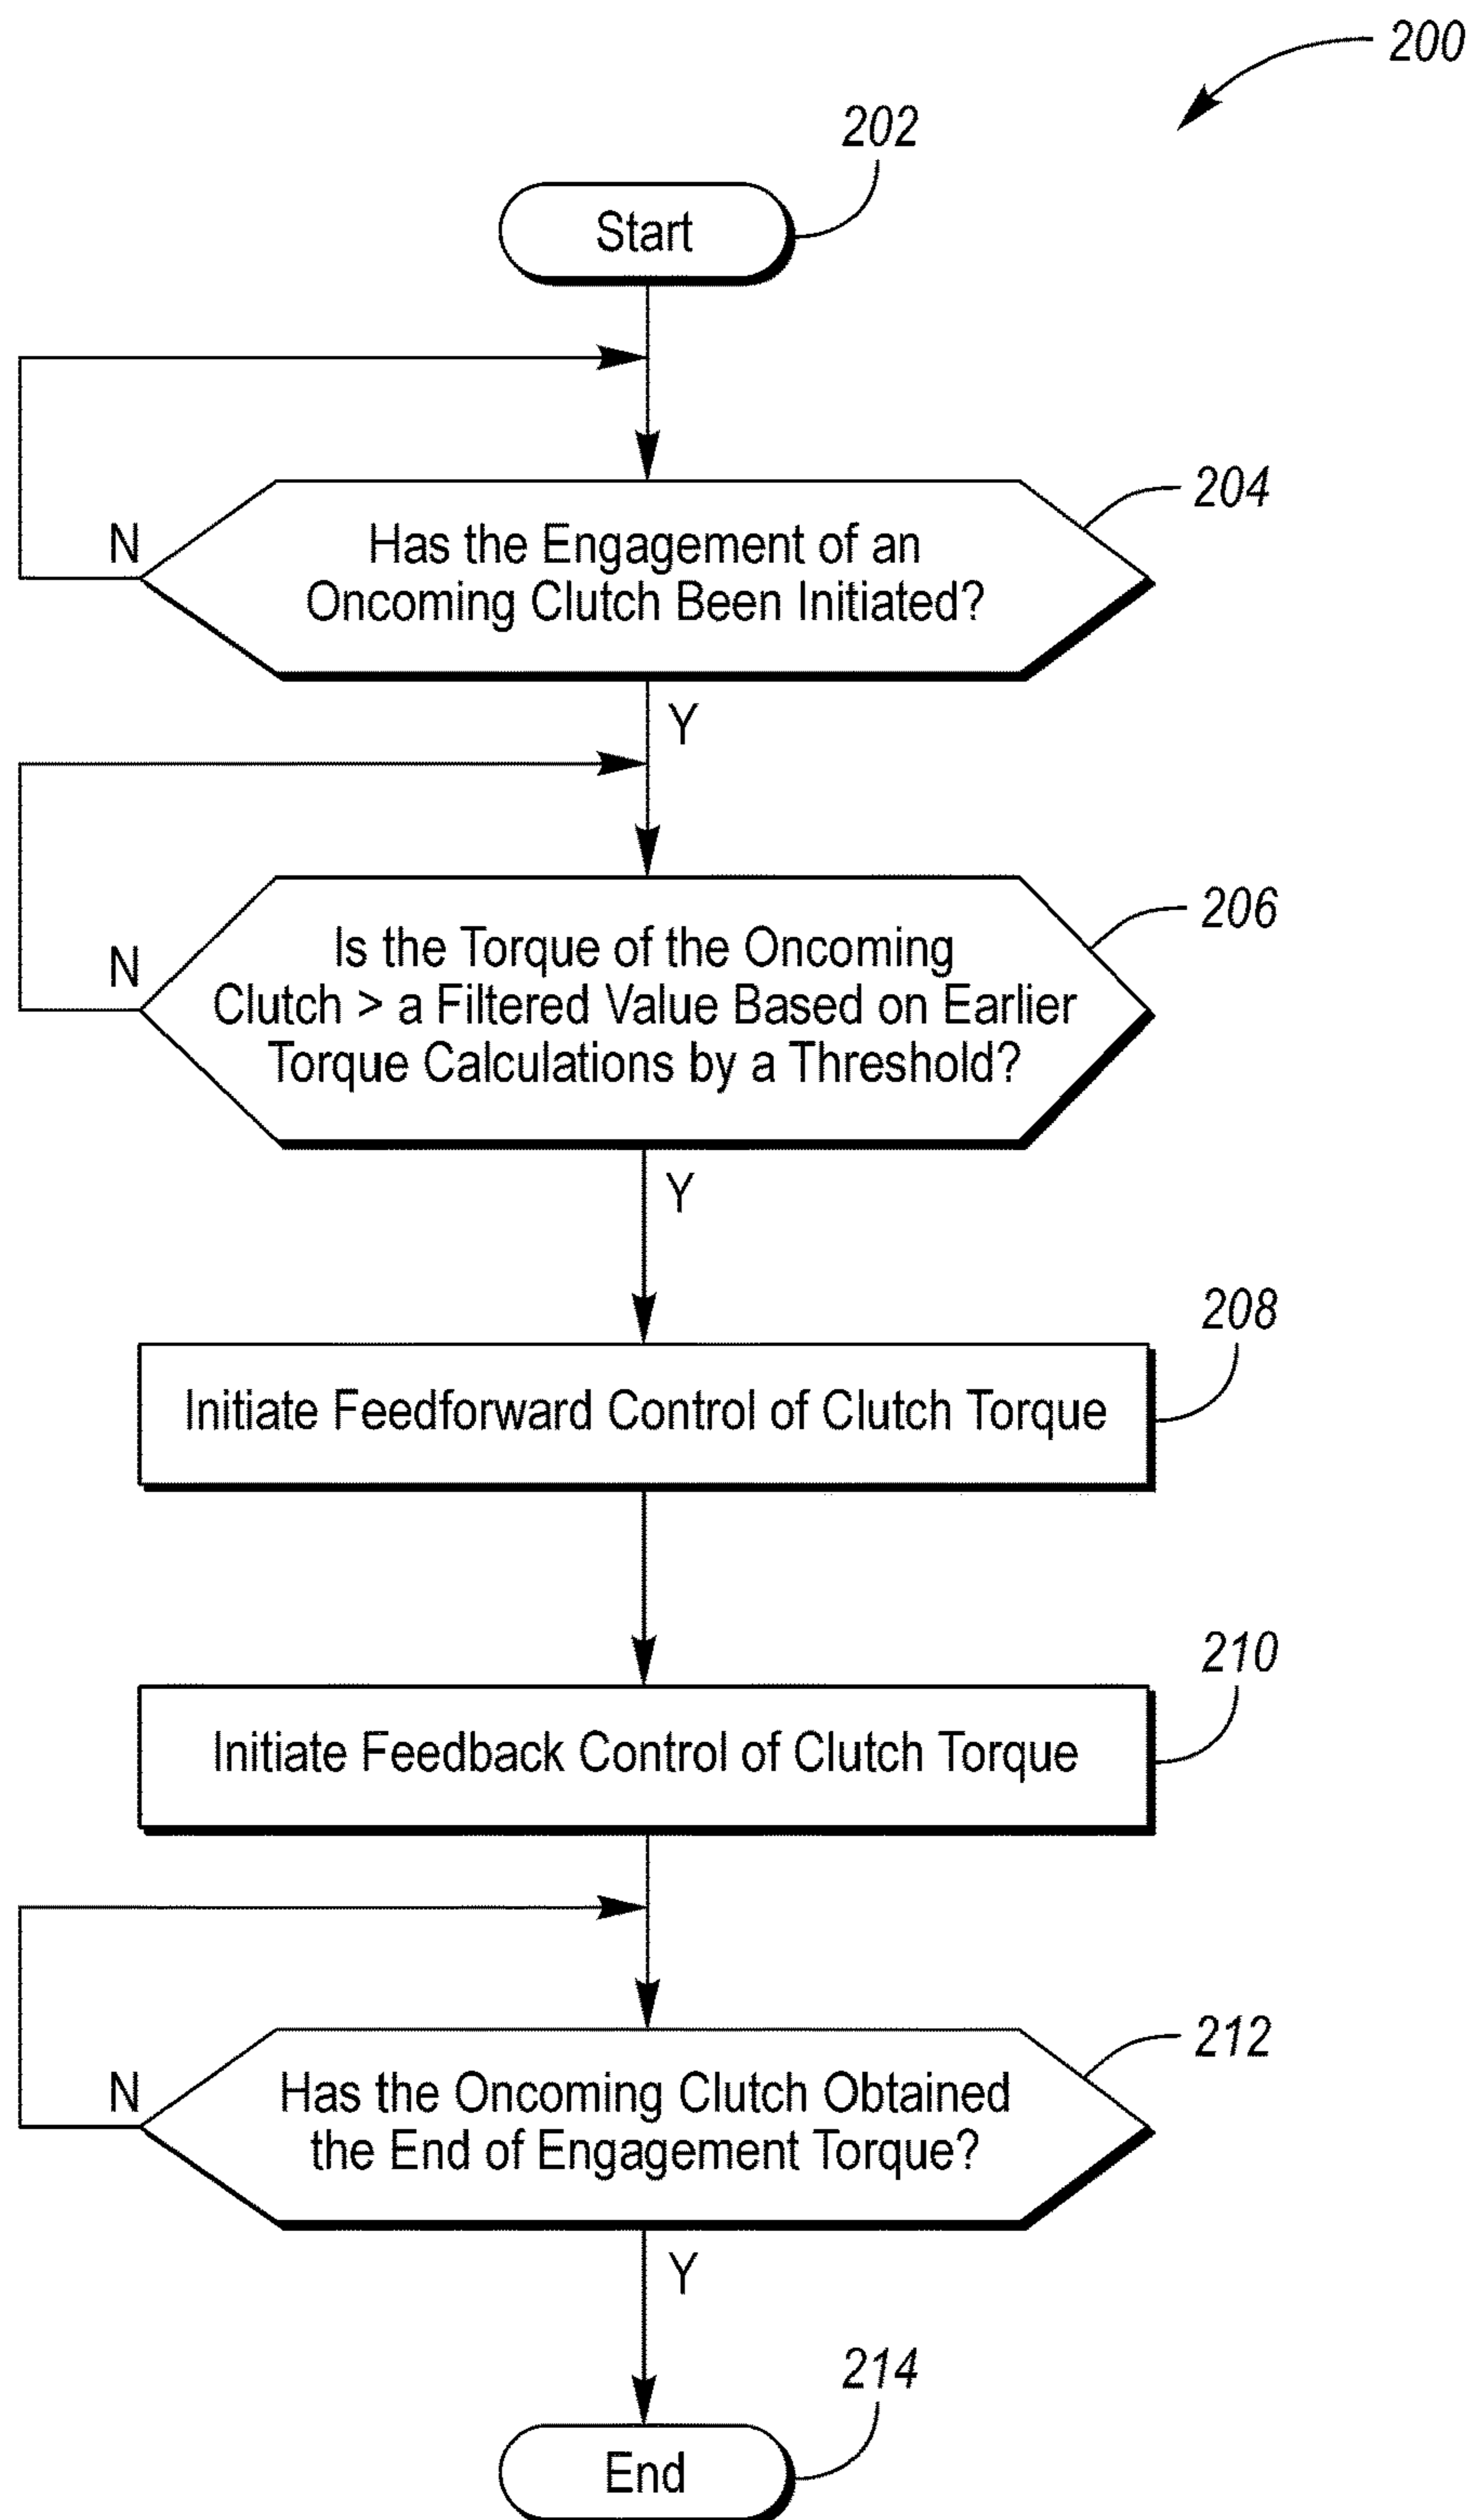 200
202
Start
204
N
Has the Engagement of an
Oncoming Clutch Been Initiated?
Y
206
N
Is the Torque of the Oncoming
Clutch > a Filtered Value Based on Earlier
Torque Calculations by a Threshold?
Y
208
Initiate Feedforward Control of Clutch Torque
210
Initiate Feedback Control of Clutch Torque
212
N
Has the Oncoming Clutch Obtained
the End of Engagement Torque?
Y
214
End